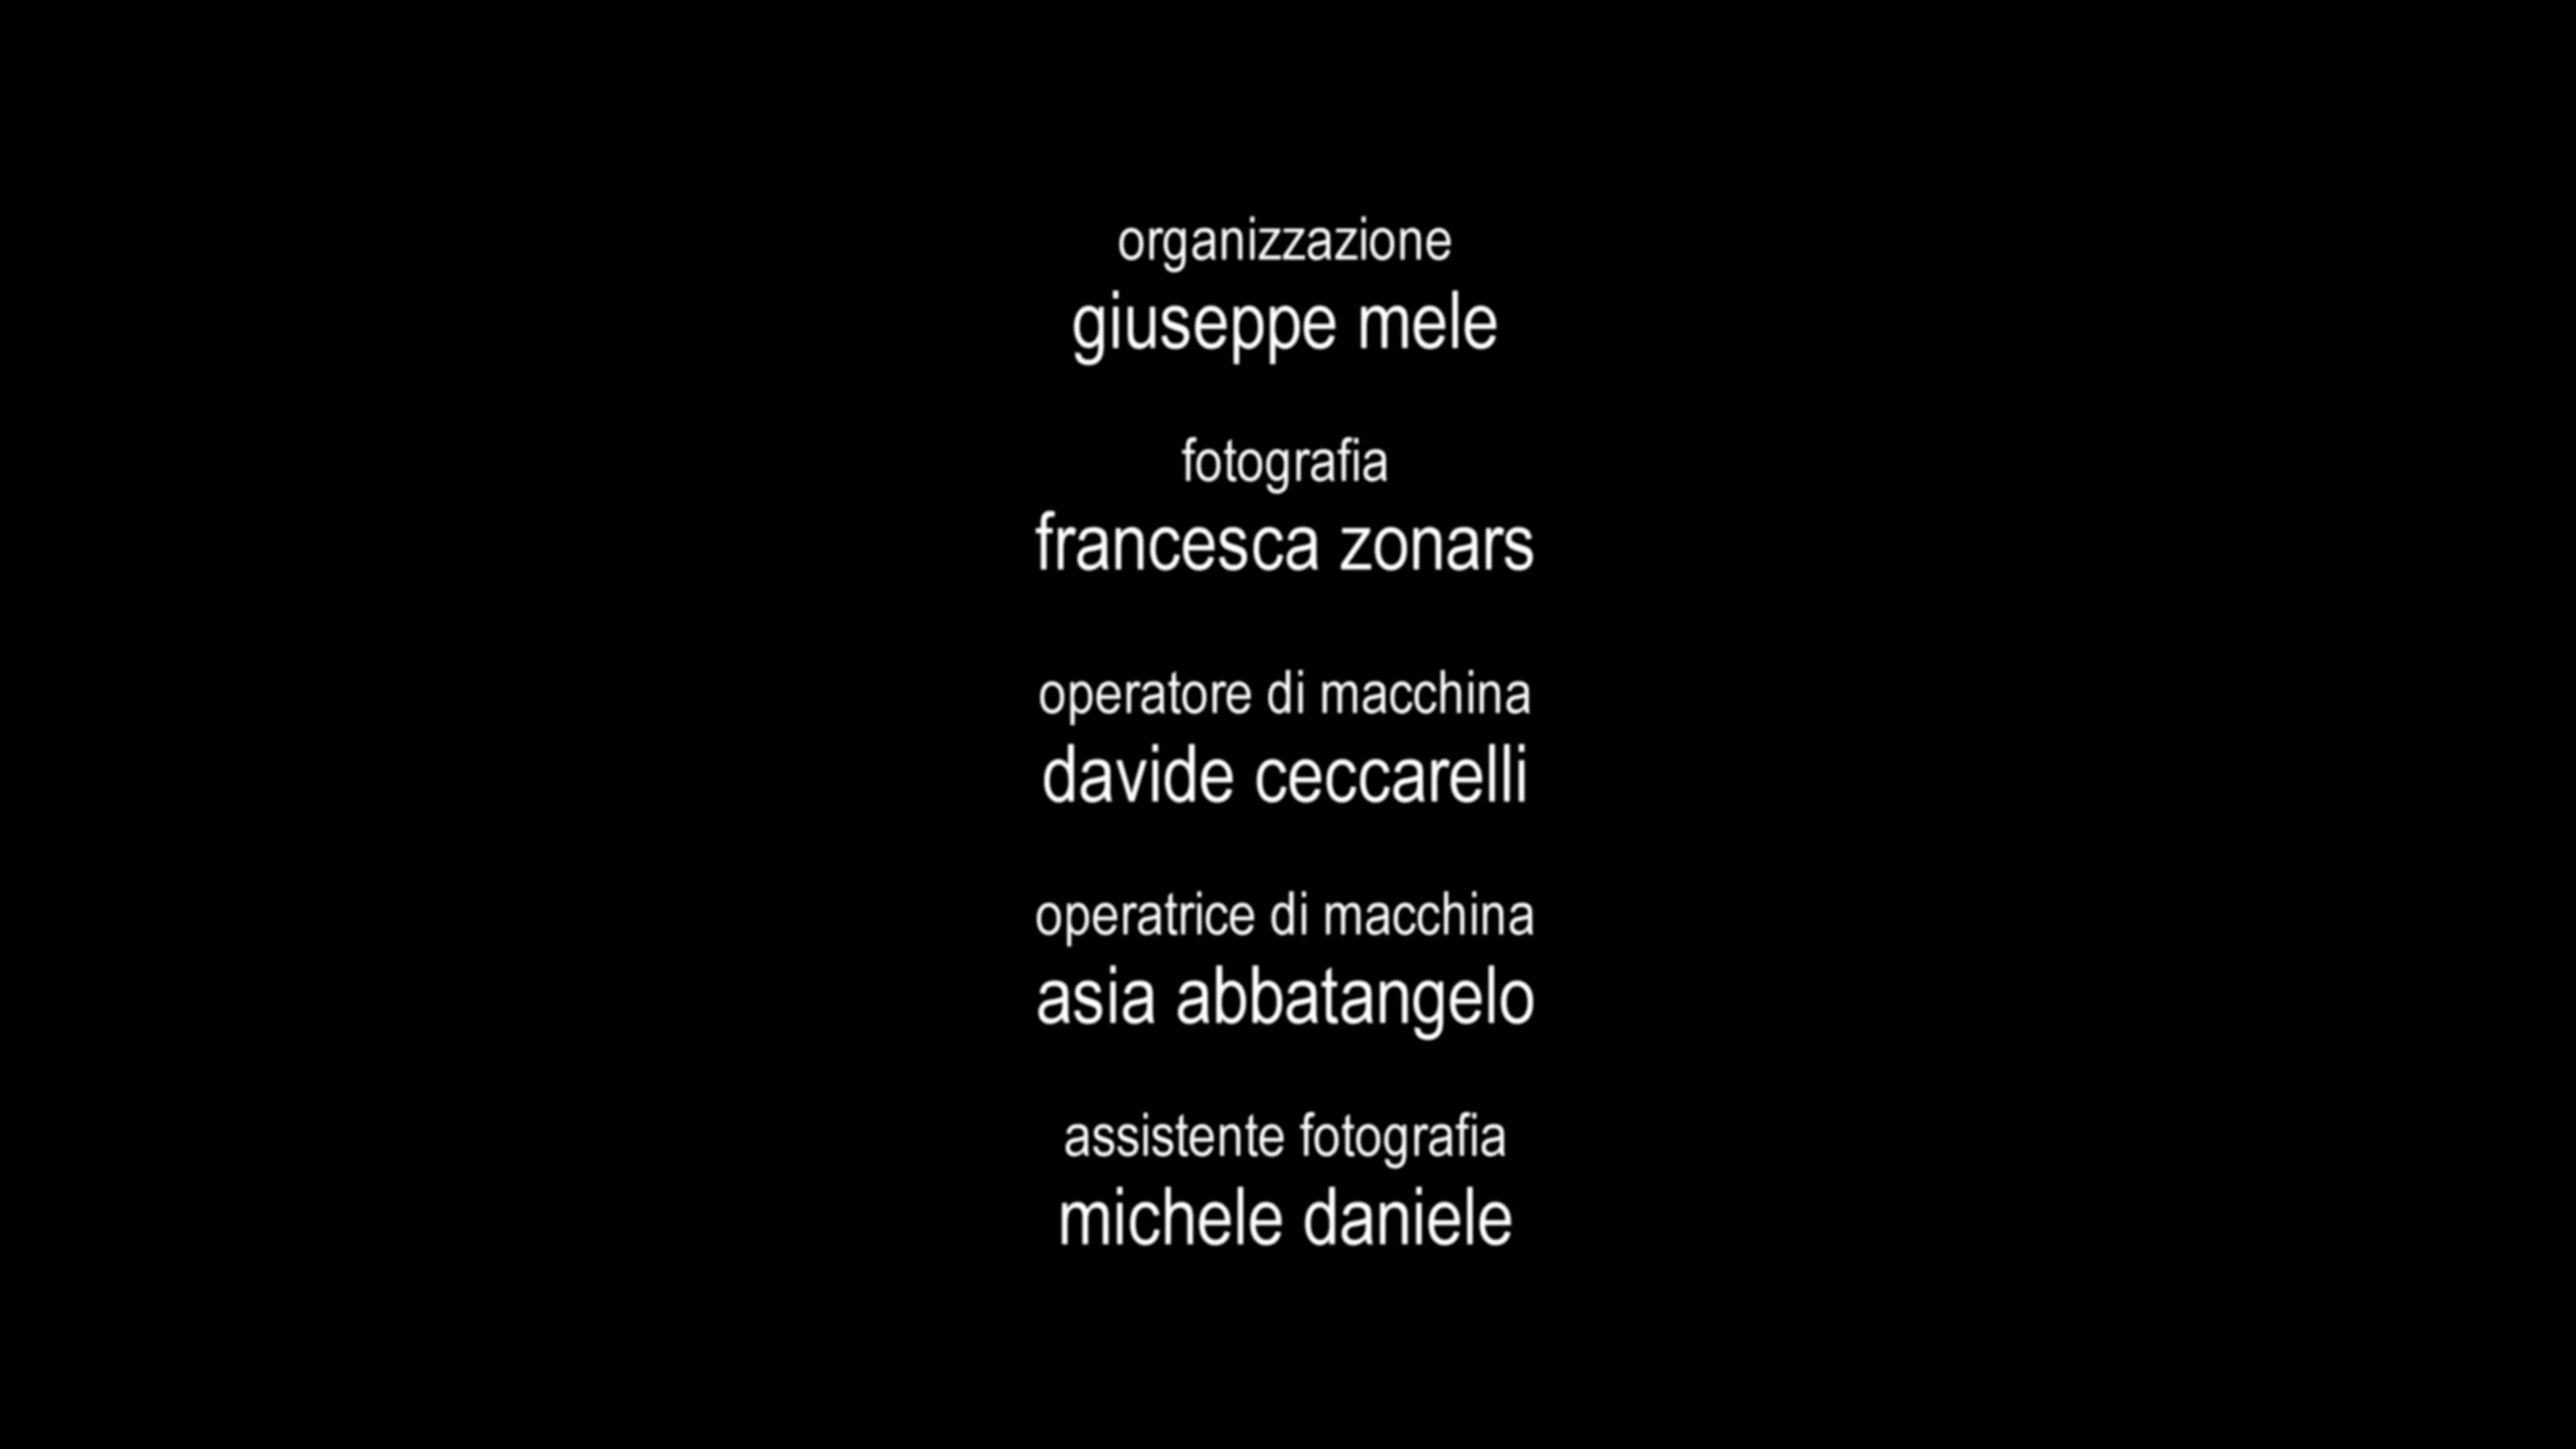 organizzazione
giuseppe mele
fotografia
francesca zonars
operatore di macchina
davide ceccarelli
operatrice di macchina
asia abbatangelo
assistente fotografia
michele daniele